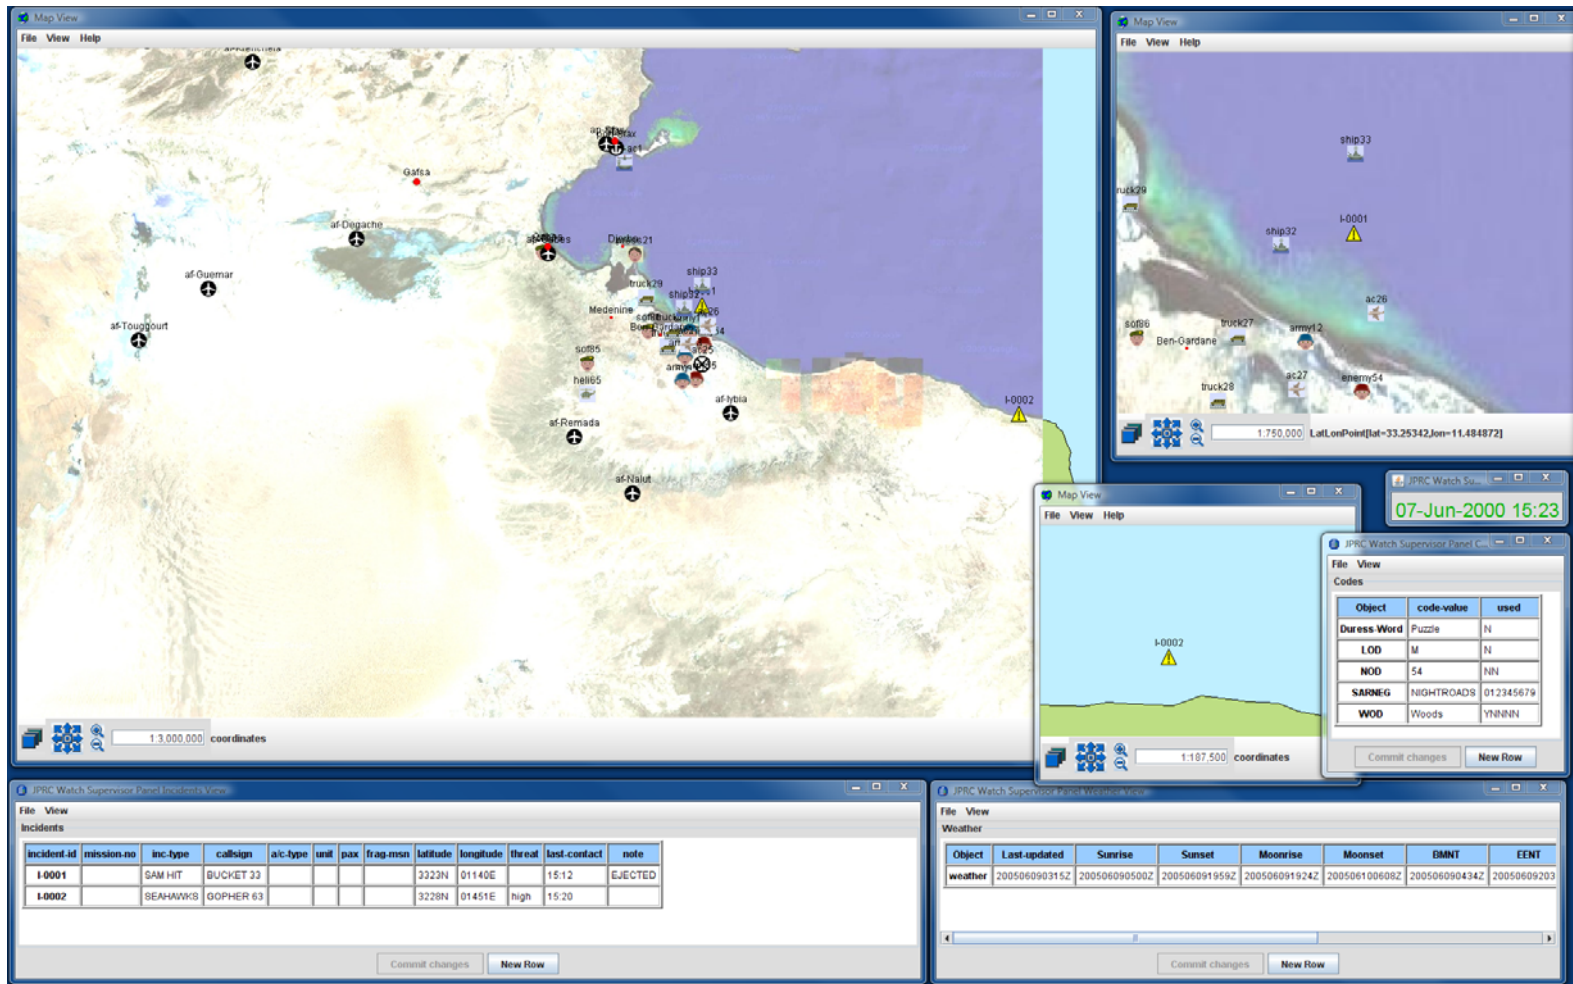 Map View
File View Help
Gafsa
af-Degache
af-Guemar
af-Touggourt
ship33
truck29
Medenine
sof85
heli65
af-Remada
af-lybia
af-Nalut
I-0002
1:3,000,000 coordinates
Map View
File View Help
ship33
I-0001
ship32
ac26
sof86
Ben-Gardane
truck27
army12
truck28
ac27
enemy54
1:750,000 LatLonPoint[lat=33.25342,lon=11.484872]
JPRC Watch Su...
07-Jun-2000 15:23
Map View
File View Help
I-0002
1:187,500 coordinates
JPRC Watch Supervisor Panel C...
File View
Codes
Object code-value used
Duress-Word Puzzle N
LOD M N
NOD 54 NN
SARNEG NIGHTROADS 012345679
WOD Woods YNNNN
Commit changes New Row
JPRC Watch Supervisor Panel Incidents View
File View
Incidents
incident-id mission-no inc-type callsign a/c-type unit pax frag-msn latitude longitude threat last-contact note
I-0001 SAM HIT BUCKET 33 3323N 01140E 15:12 EJECTED
I-0002 SEAHAWKS GOPHER 63 3228N 01451E high 15:20
Commit changes New Row
JPRC Watch Supervisor Panel Weather View
File View
Weather
Object Last-updated Sunrise Sunset Moonrise Moonset BMNT EENT
weather 200506090315Z 200506090500Z 200506091959Z 200506091924Z 200506100608Z 200506090434Z 20050609203
Commit changes New Row